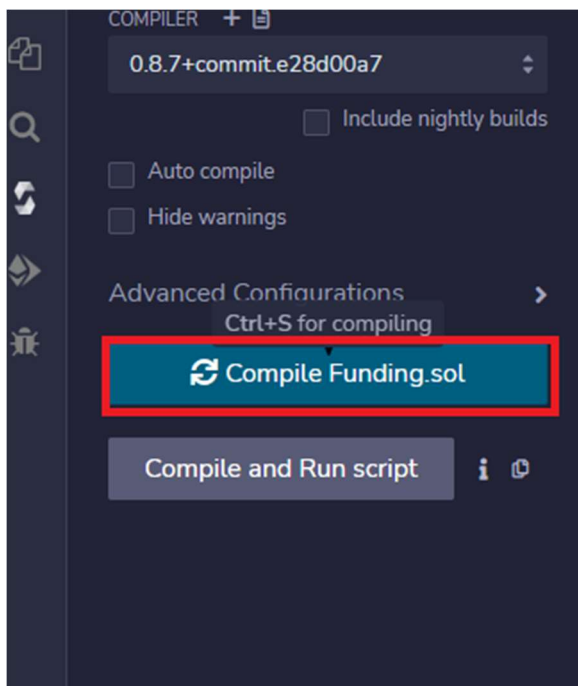 COMPILER
0.8.7+commit.e28d00a7
Include nightly builds
Auto compile
Hide warnings
Advanced Configurations
Ctrl+S for compiling
Compile Funding.sol
Compile and Run script